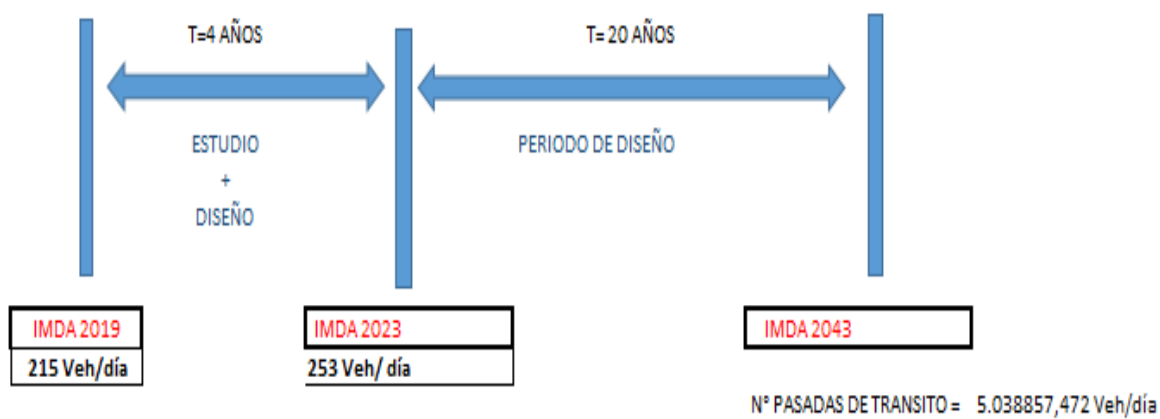 T=4 AÑOS
T= 20 AÑOS
ESTUDIO
+
DISEÑO
PERIODO DE DISEÑO
IMDA 2019
215 Veh/día
IMDA 2023
253 Veh/ día
IMDA 2043
N° PASADAS DE TRANSITO = 5.038857,472 Veh/día